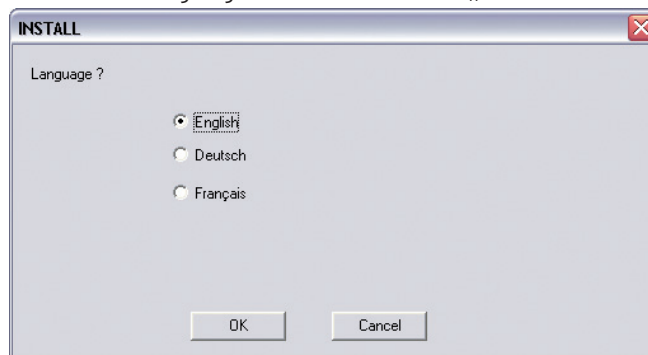 INSTALL
Language ?
English
Deutsch
Français
OK
Cancel